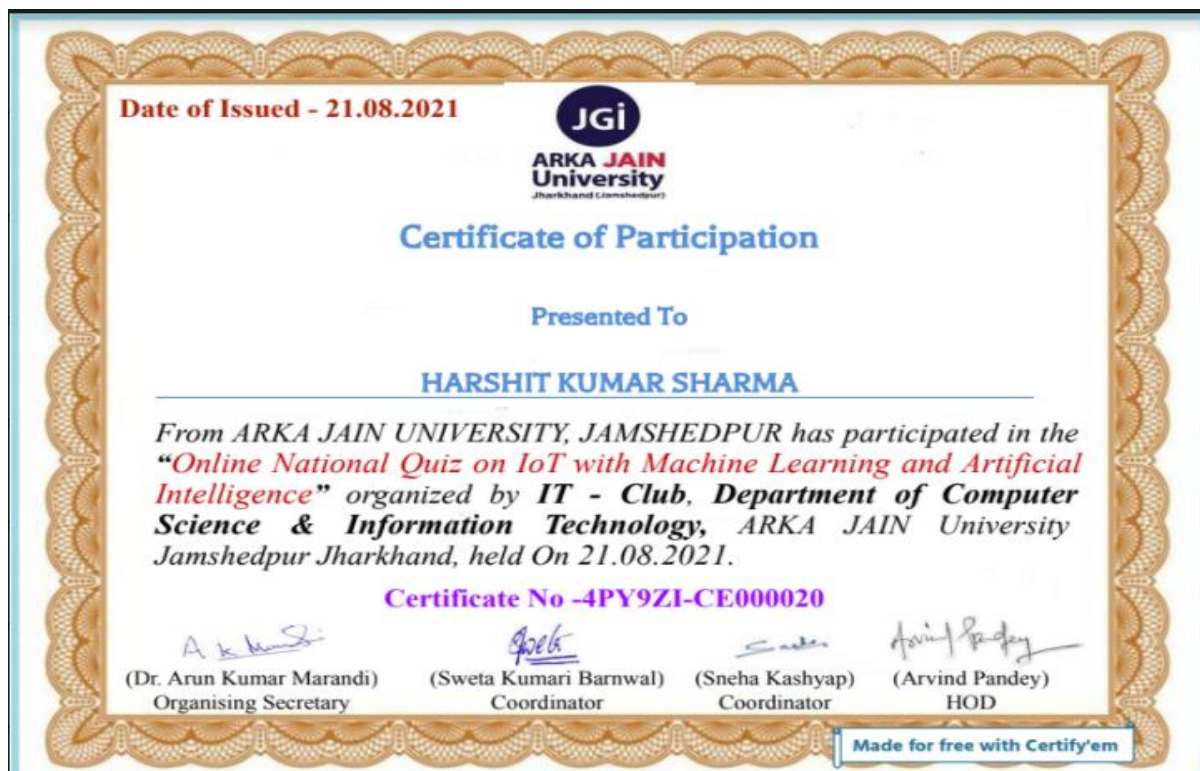 Date of Issued - 21.08.2021
JGi
ARKA JAIN
University
Jharkhand (Jamshedpur)
Certificate of Participation
Presented To
HARSHIT KUMAR SHARMA
From ARKA JAIN UNIVERSITY, JAMSHEDPUR has participated in the
“Online National Quiz on IoT with Machine Learning and Artificial
Intelligence” organized by IT - Club, Department of Computer
Science & Information Technology, ARKA JAIN University
Jamshedpur Jharkhand, held On 21.08.2021.
Certificate No -4PY9ZI-CE000020
Sweta Arvind Pandey
(Dr. Arun Kumar Marandi) (Sweta Kumari Barnwal) (Sneha Kashyap) (Arvind Pandey)
Organising Secretary Coordinator Coordinator HOD
Made for free with Certify'em